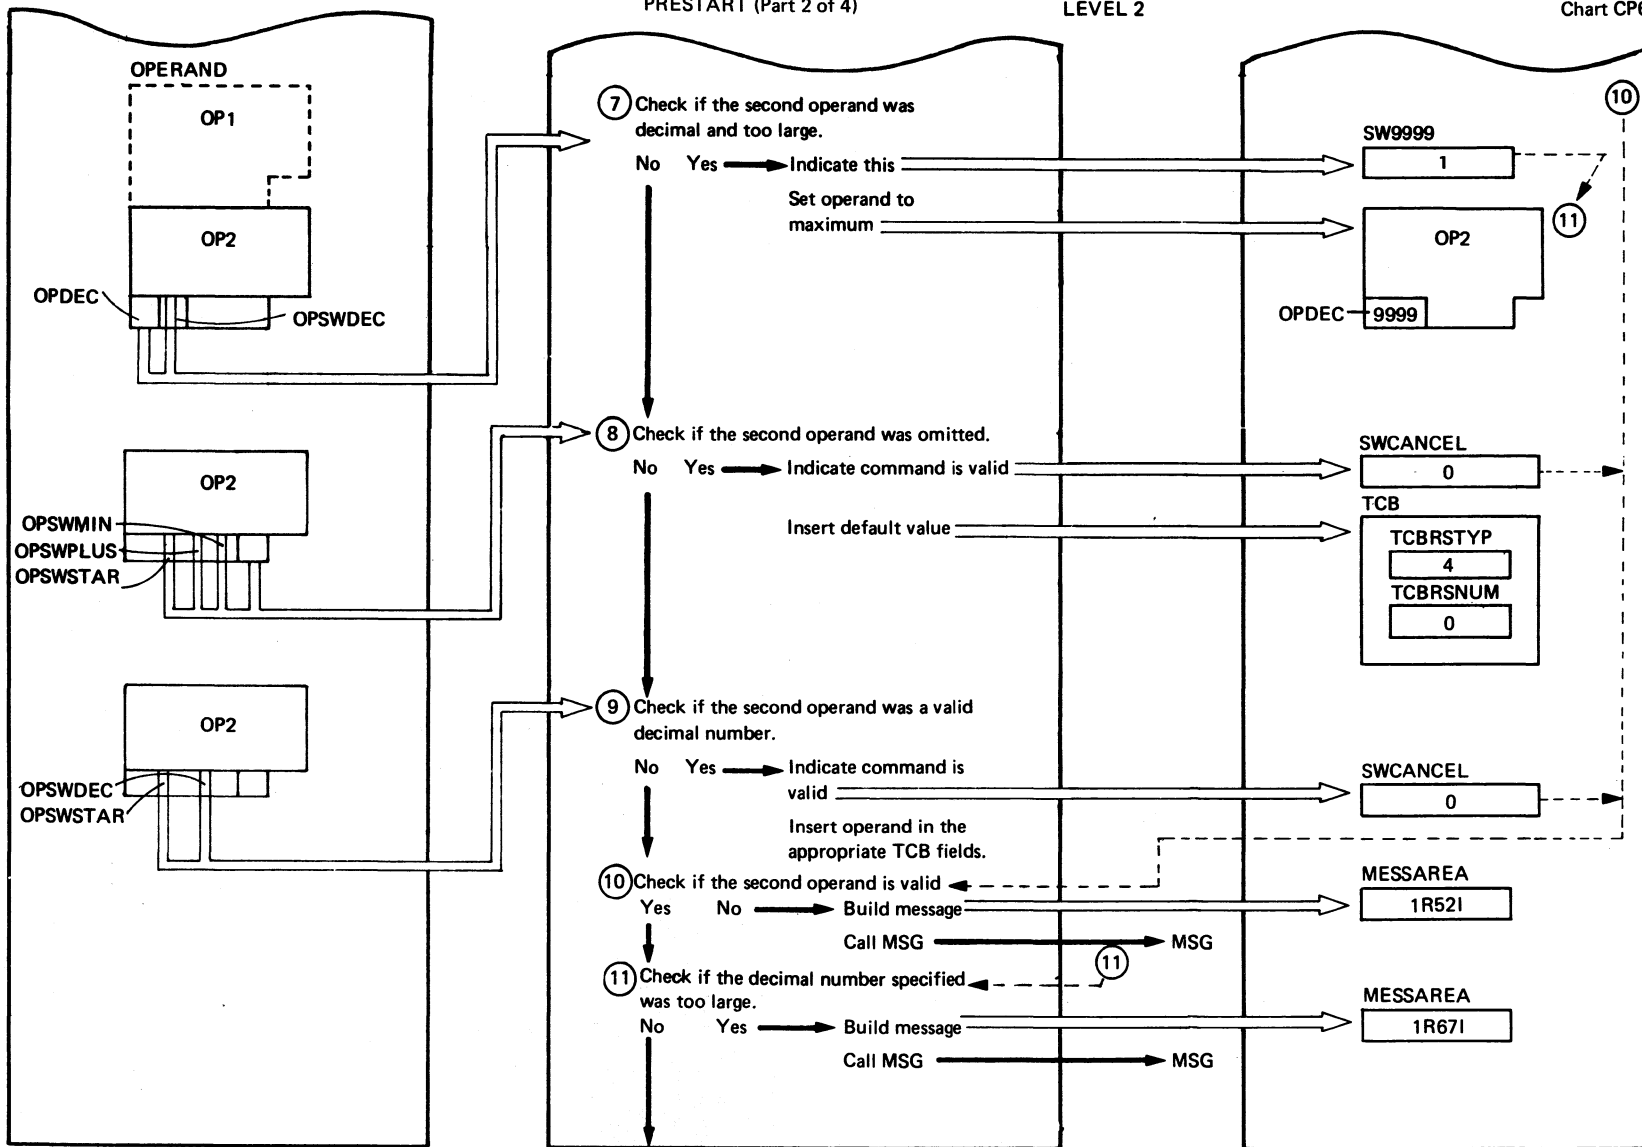 PRESTART (Part 2 of 4)
LEVEL 2
Chart CP6
OPERAND
OP1
OP2
OPDEC
OPSWDEC
OP2
OPSWMIN
OPSWPLUS
OPSWSTAR
OP2
OPSWDEC
OPSWSTAR
7 Check if the second operand was
decimal and too large.
No Yes Indicate this
Set operand to
maximum
8 Check if the second operand was omitted.
No Yes Indicate command is valid
Insert default value
9 Check if the second operand was a valid
decimal number.
No Yes Indicate command is
valid
Insert operand in the
appropriate TCB fields.
10 Check if the second operand is valid
Yes No Build message
Call MSG MSG
11
11 Check if the decimal number specified
was too large.
No Yes Build message
Call MSG MSG
10
SW9999
1
11
OP2
OPDEC 9999
SWCANCEL
0
TCB
TCBRSTYP
4
TCBRSNUM
0
SWCANCEL
0
MESSAREA
1R52I
MESSAREA
1R67I